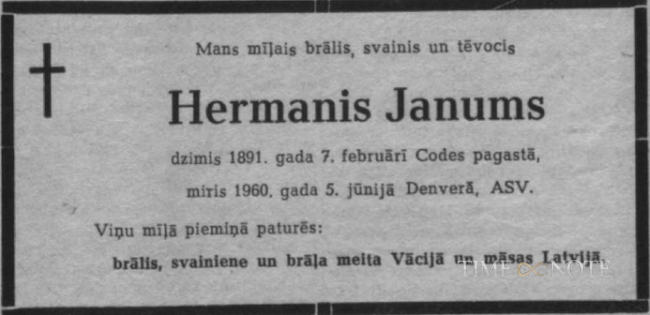 Mans mīļais brālis, svainis un tēvocis
Hermanis Janums
dzimis 1891. gada 7. februārī Codes pagastā,
miris 1960. gada 5. jūnijā Denverā, ASV.
Viņu mīļā piemiņā paturēs:
brālis, svainiene un brāļa meita Vācijā un māsas Latvijā.
TIMENOTE